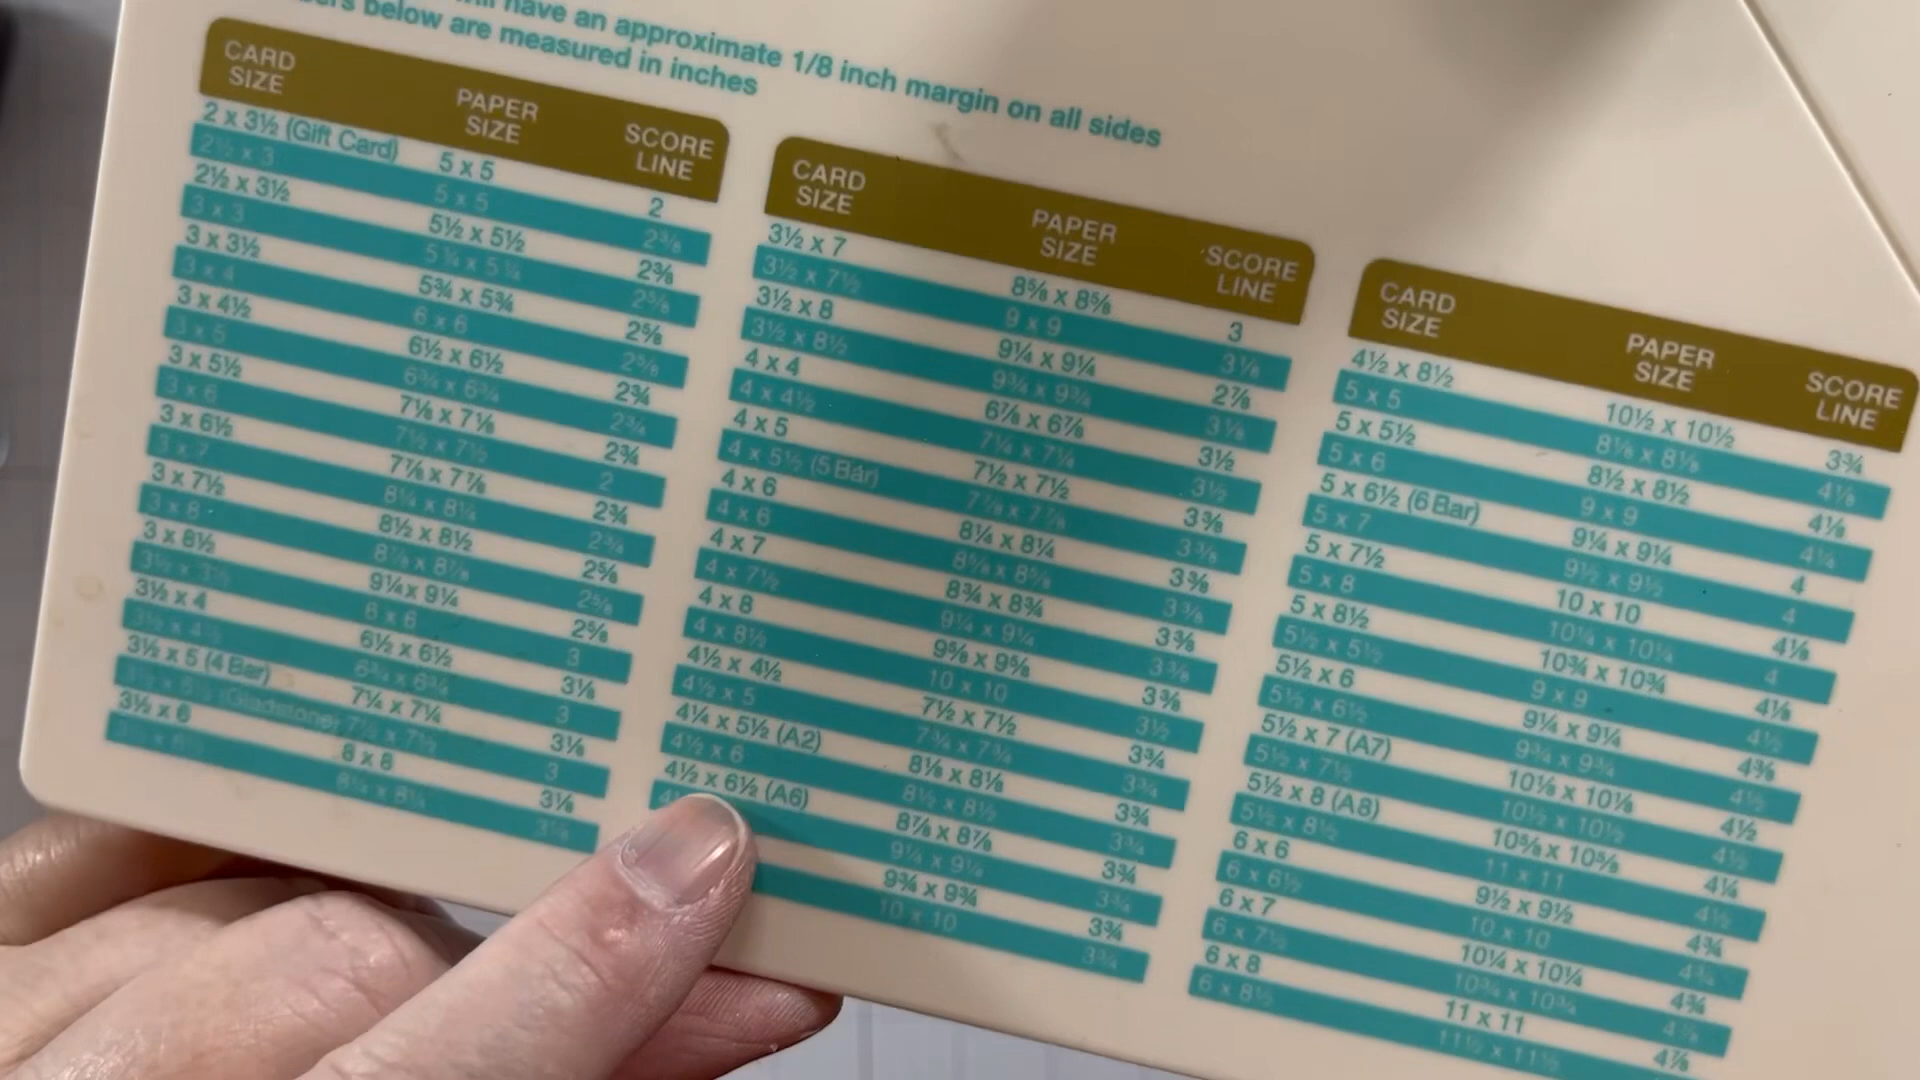 have an approximate 1/8 inch margin on all sides
below are measured in inches
CARD SIZE PAPER SIZE SCORE LINE
2 x 3½ (Gift Card) 5 x 5 2
2½ x 3 5 x 5 2⅜
2½ x 3½ 5½ x 5½ 2⅜
3 x 3 5¼ x 5¼ 2⅝
3 x 3½ 5¾ x 5¾ 2⅝
3 x 4 6 x 6 2⅝
3 x 4½ 6½ x 6½ 2¾
3 x 5 6¾ x 6¾ 2¾
3 x 5½ 7⅛ x 7⅛ 2¾
3 x 6 7½ x 7½ 2
3 x 6½ 7⅞ x 7⅞ 2¾
3 x 7 8¼ x 8¼ 2¾
3 x 7½ 8½ x 8½ 2⅝
3 x 8 8⅞ x 8⅞ 2⅝
3 x 8½ 9¼ x 9¼ 2⅝
3½ x 3½ 6 x 6 3
3½ x 4 6½ x 6½ 3⅛
3½ x 4½ 6¾ x 6¾ 3
3½ x 5 (4 Bar) 7¼ x 7¼ 3⅛
3½ x 5½ (Gladstone) 7½ x 7½ 3
3½ x 6 8 x 8 3⅛
3½ x 6½ 8¼ x 8¼ 3⅛
CARD SIZE PAPER SIZE SCORE LINE
3½ x 7 8⅝ x 8⅝ 3
3½ x 7½ 9 x 9 3⅛
3½ x 8 9¼ x 9¼ 2⅞
3½ x 8½ 9¾ x 9¾ 3⅛
4 x 4 6⅞ x 6⅞ 3½
4 x 4½ 7¼ x 7¼ 3½
4 x 5 7½ x 7½ 3⅜
4 x 5½ (5 Bar) 7⅞ x 7⅞ 3⅜
4 x 6 8¼ x 8¼ 3⅜
4 x 6 8⅝ x 8⅝ 3⅜
4 x 7 8¾ x 8¾ 3⅜
4 x 7½ 9¼ x 9¼ 3⅜
4 x 8 9⅝ x 9⅝ 3⅜
4 x 8½ 10 x 10 3½
4½ x 4½ 7½ x 7½ 3¾
4½ x 5 7¾ x 7¾ 3¾
4¼ x 5½ (A2) 8⅛ x 8⅛ 3¾
4½ x 6 8½ x 8½ 3¾
4½ x 6½ (A6) 8⅞ x 8⅞ 3¾
9¼ x 9¼ 3¾
9¾ x 9¾ 3¾
10 x 10 3¾
CARD SIZE PAPER SIZE SCORE LINE
4½ x 8½ 10½ x 10½ 3¾
5 x 5 8⅛ x 8⅛ 4⅛
5 x 5½ 8½ x 8½ 4⅛
5 x 6 9 x 9 4¼
5 x 6½ (6 Bar) 9¼ x 9¼ 4
5 x 7 9½ x 9½ 4
5 x 7½ 10 x 10 4⅛
5 x 8 10¼ x 10¼ 4
5 x 8½ 10¾ x 10¾ 4⅛
5½ x 5½ 9 x 9 4½
5½ x 6 9¼ x 9¼ 4⅜
5½ x 6½ 9¾ x 9¾ 4½
5½ x 7 (A7) 10⅛ x 10⅛ 4½
5½ x 7½ 10½ x 10½ 4½
5½ x 8 (A8) 10⅝ x 10⅝ 4¼
5½ x 8½ 11 x 11 4½
6 x 6 9½ x 9½ 4¾
6 x 6½ 10 x 10 4¾
6 x 7 10¼ x 10¼ 4¾
6 x 7½ 10¾ x 10¾ 4⅞
6 x 8 11 x 11 4⅞
6 x 8½ 11½ x 11½